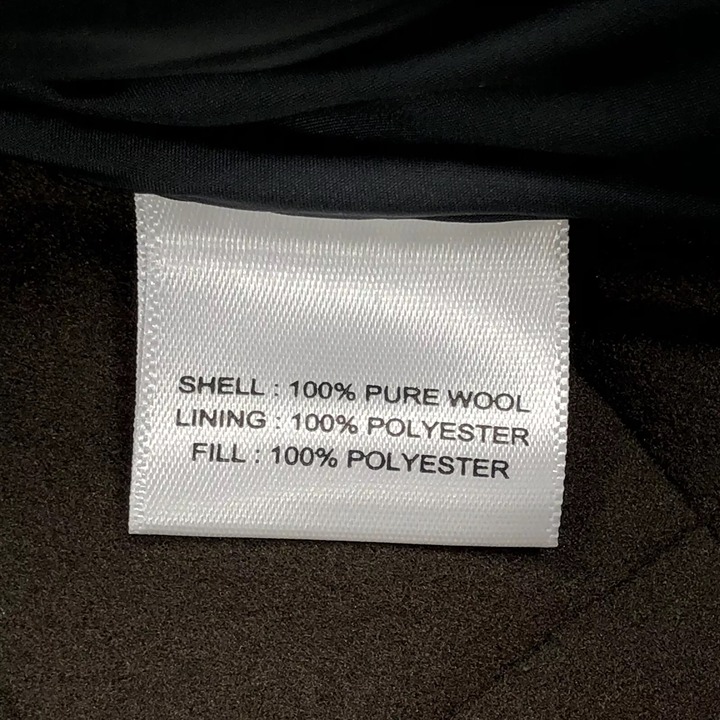 SHELL : 100% PURE WOOL
LINING : 100% POLYESTER
FILL : 100% POLYESTER